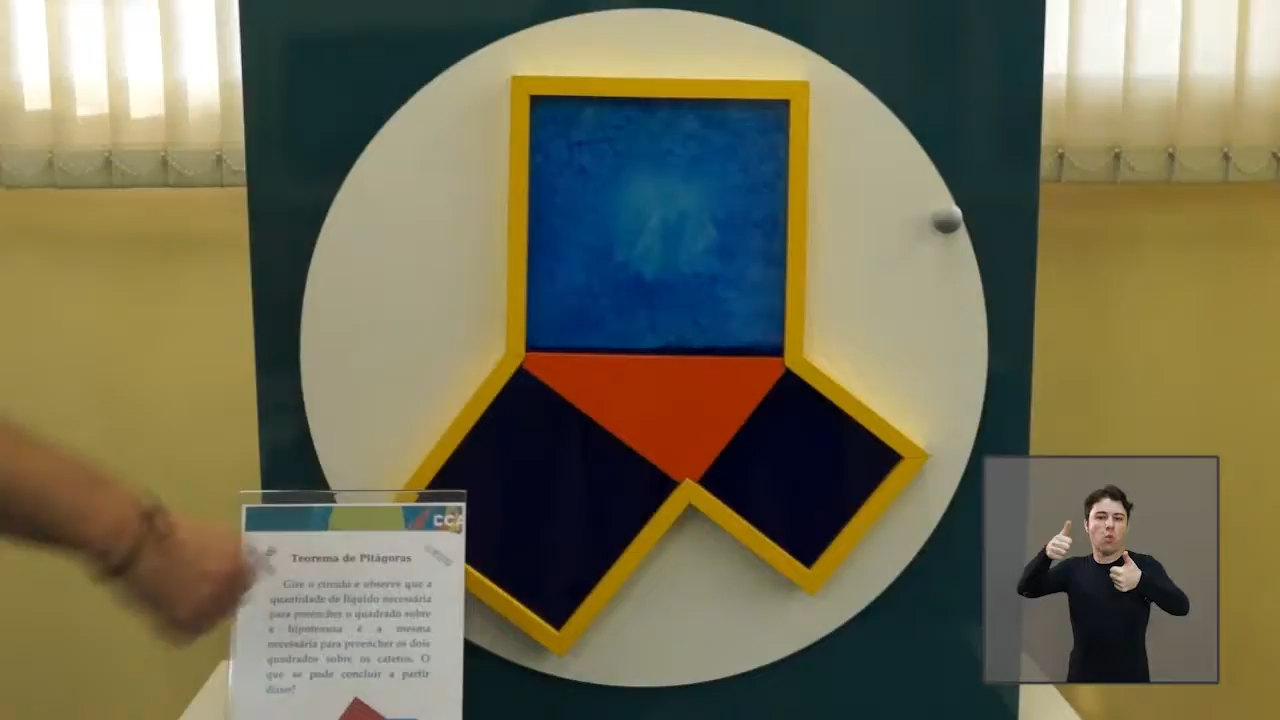 CCA
Teorema de Pitágoras
Gire o círculo e observe que a
quantidade de líquido necessária
para preencher o quadrado sobre
a hipotenusa é a mesma
necessária para preencher os dois
quadrados sobre os catetos. O
que se pode concluir a partir
disso?